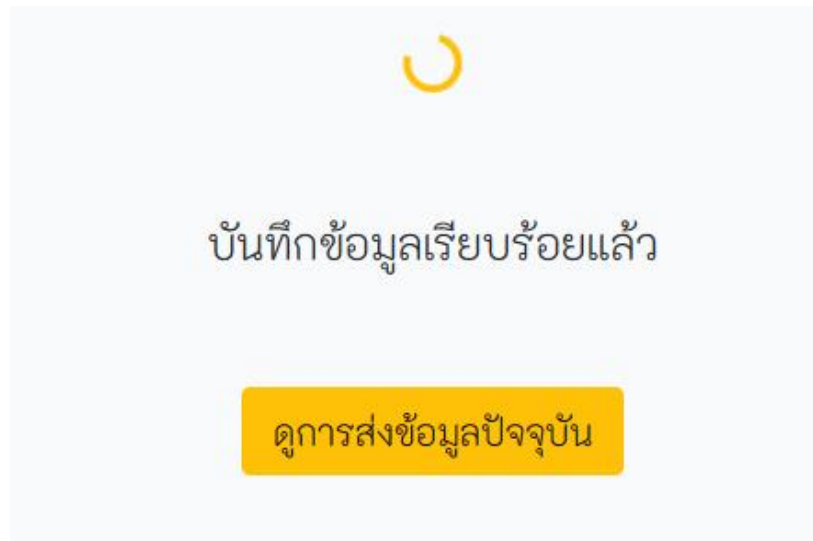 บันทึกข้อมูลเรียบร้อยแล้ว
ดูการส่งข้อมูลปัจจุบัน